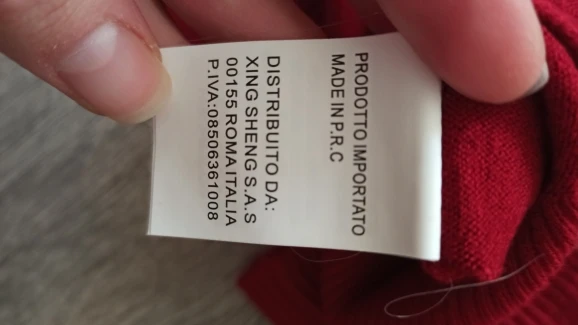 PRODOTTO IMPORTATO
MADE IN P.R.C
DISTRIBUITO DA:
XING SHENG S.A.S
00155 ROMA ITALIA
P.IVA:08506361008